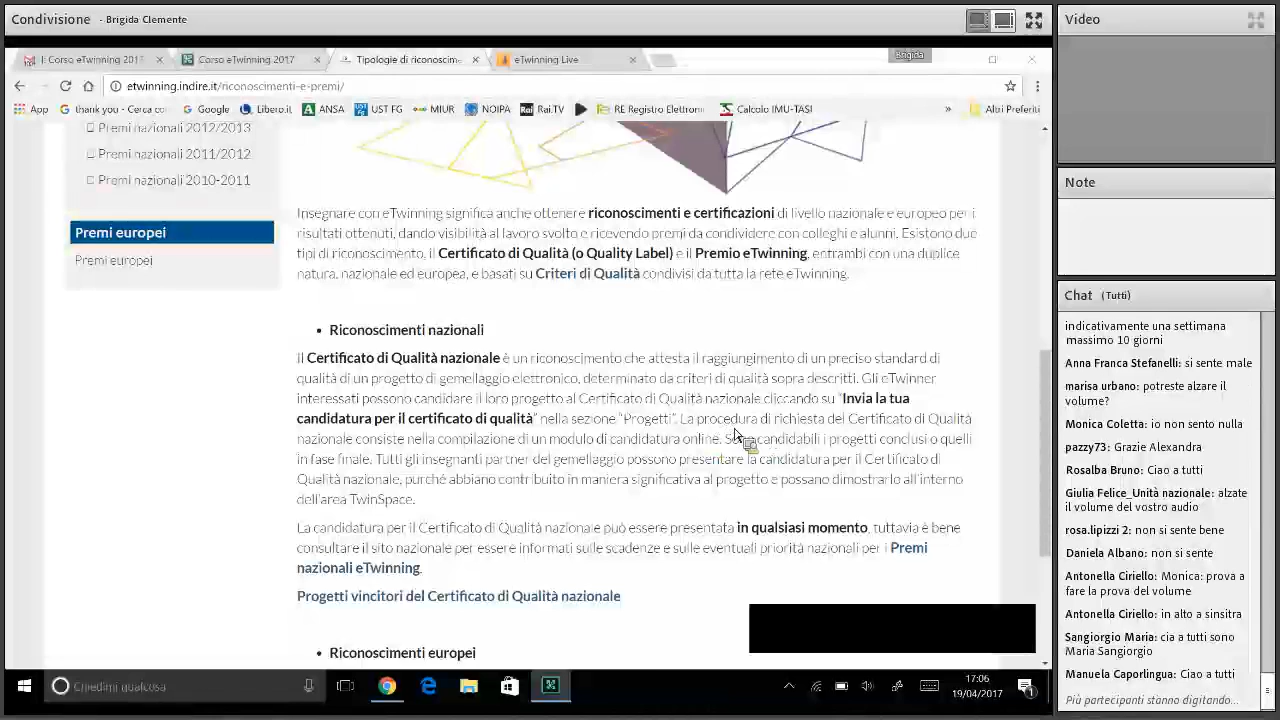 Condivisione - Brigida Clemente
Il Corso eTwinning 2017
Corso eTwinning 2017
Tipologie di riconoscime
eTwinning Live
Brigida
etwinning.indire.it/riconoscimenti-e-premi/
App
thank you - Cerca co
Google
Libero.it
ANSA
UST FG
MIUR
NOIPA
Rai.TV
RE Registro Elettroni
Calcolo IMU-TASI
»
Altri Preferiti
Premi nazionali 2012/2013
Premi nazionali 2011/2012
Premi nazionali 2010-2011
Premi europei
Premi europei
Insegnare con eTwinning significa anche ottenere riconoscimenti e certificazioni di livello nazionale e europeo per i
risultati ottenuti, dando visibilità al lavoro svolto e ricevendo premi da condividere con colleghi e alunni. Esistono due
tipi di riconoscimento, il Certificato di Qualità (o Quality Label) e il Premio eTwinning, entrambi con una duplice
natura, nazionale ed europea, e basati su Criteri di Qualità condivisi da tutta la rete eTwinning.
• Riconoscimenti nazionali
Il Certificato di Qualità nazionale è un riconoscimento che attesta il raggiungimento di un preciso standard di
qualità di un progetto di gemellaggio elettronico, determinato da criteri di qualità sopra descritti. Gli eTwinner
interessati possono candidare il loro progetto al Certificato di Qualità nazionale cliccando su "Invia la tua
candidatura per il certificato di qualità" nella sezione "Progetti". La procedura di richiesta del Certificato di Qualità
nazionale consiste nella compilazione di un modulo di candidatura online. candidabili i progetti conclusi o quelli
in fase finale. Tutti gli insegnanti partner del gemellaggio possono presentare la candidatura per il Certificato di
Qualità nazionale, purché abbiano contribuito in maniera significativa al progetto e possano dimostrarlo all'interno
dell'area TwinSpace.
La candidatura per il Certificato di Qualità nazionale può essere presentata in qualsiasi momento, tuttavia è bene
consultare il sito nazionale per essere informati sulle scadenze e sulle eventuali priorità nazionali per i Premi
nazionali eTwinning.
Progetti vincitori del Certificato di Qualità nazionale
• Riconoscimenti europei
Chiedimi qualcosa
17:06
19/04/2017
1
Video
Note
Chat (Tutti)
indicativamente una settimana
massimo 10 giorni
Anna Franca Stefanelli: si sente male
marisa urbano: potreste alzare il
volume?
Monica Coletta: io non sento nulla
pazzy73: Grazie Alexandra
Rosalba Bruno: Ciao a tutti
Giulia Felice_Unità nazionale: alzate
il volume del vostro audio
rosa.lipizzi 2: non si sente bene
Daniela Albano: non si sente
Antonella Ciriello: Monica: prova a
fare la prova del volume
Antonella Ciriello: in alto a sinsitra
Sangiorgio Maria: cia a tutti sono
Maria Sangiorgio
Manuela Caporlingua: Ciao a tutti
Più partecipanti stanno digitando...